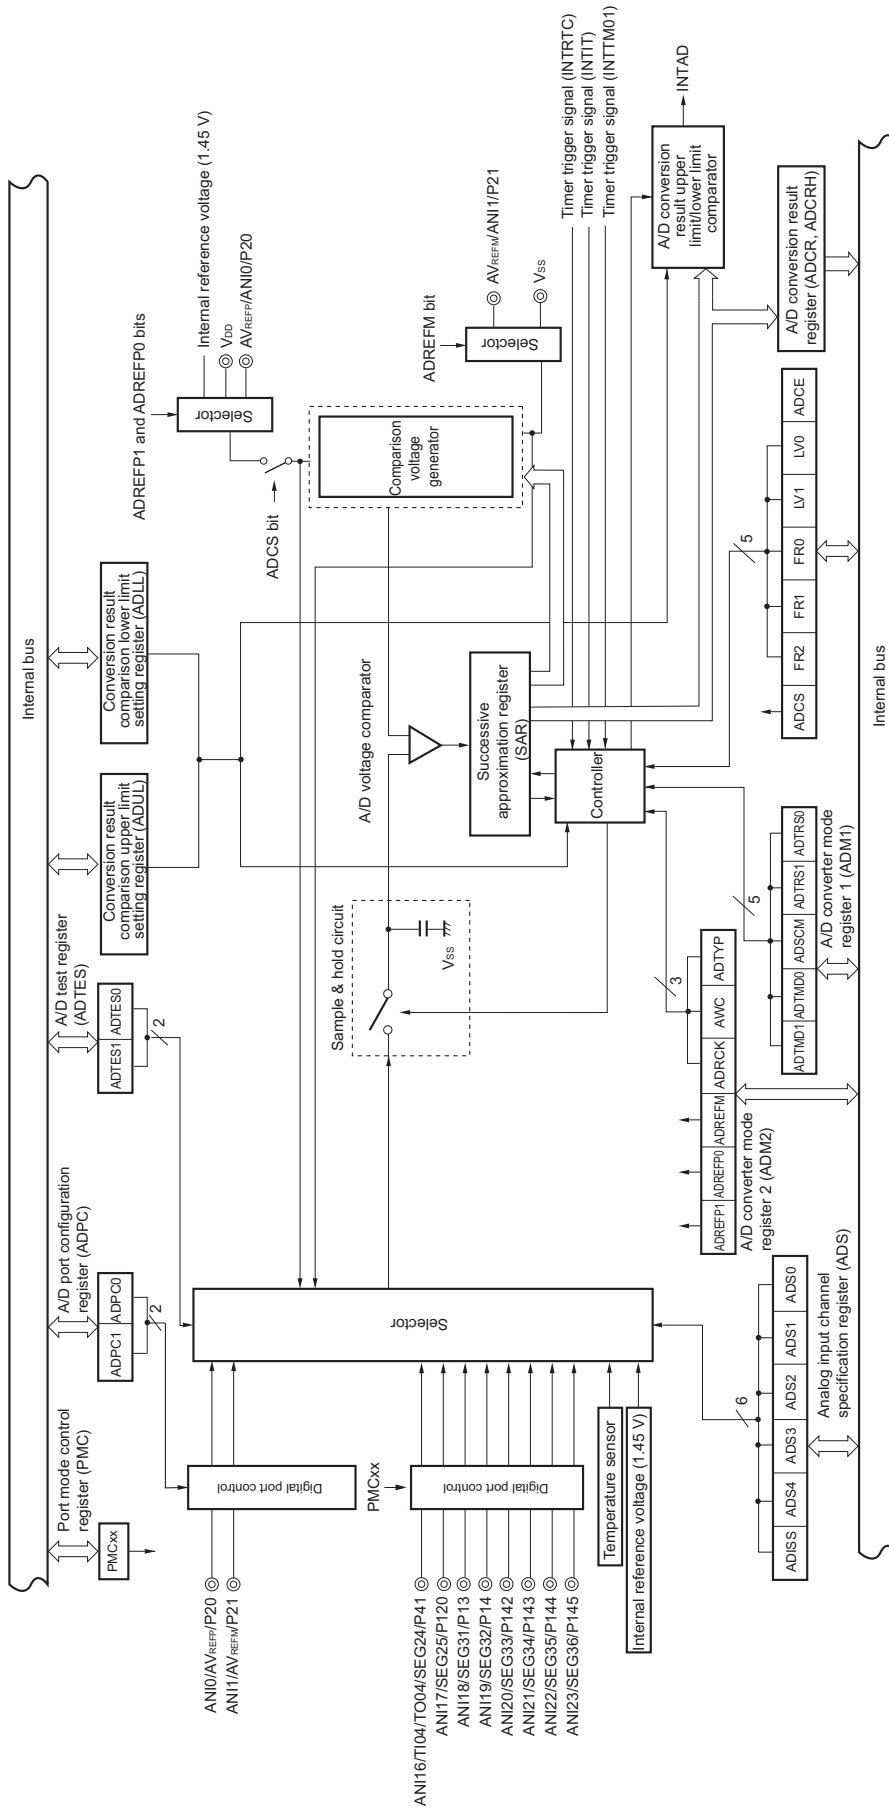 Internal bus
Port mode control
register (PMC)
PMCxx
A/D port configuration
register (ADPC)
ADPC1
ADPC0
2
A/D test register
(ADTES)
ADTES1
ADTES0
2
Conversion result
comparison upper limit
setting register (ADUL)
Conversion result
comparison lower limit
setting register (ADLL)
ADREFP1 and ADREFP0 bits
Selector
Internal reference voltage (1.45 V)
VDD
AVREFP/ANI0/P20
ADCS bit
ANI0/AVREFP/P20
ANI1/AVREFM/P21
Digital port control
PMCxx
ANI16/TI04/TO04/SEG24/P41
ANI17/SEG25/P120
ANI18/SEG31/P13
ANI19/SEG32/P14
ANI20/SEG33/P142
ANI21/SEG34/P143
ANI22/SEG35/P144
ANI23/SEG36/P145
Digital port control
Temperature sensor
Internal reference voltage (1.45 V)
Selector
Sample & hold circuit
VSS
A/D voltage comparator
Comparison
voltage
generator
ADREFM bit
Selector
AVREFM/ANI1/P21
VSS
Successive
approximation register
(SAR)
Controller
Timer trigger signal (INTRTC)
Timer trigger signal (INTIT)
Timer trigger signal (INTTM01)
A/D conversion
result upper
limit/lower limit
comparator
INTAD
6
ADISS
ADS4
ADS3
ADS2
ADS1
ADS0
Analog input channel
specification register (ADS)
3
ADREFP1
ADREFP0
ADREFM
ADRCK
AWC
ADTYP
A/D converter mode
register 2 (ADM2)
5
ADTMD1
ADTMD0
ADSCM
ADTRS1
ADTRS0
A/D converter mode
register 1 (ADM1)
5
ADCS
FR2
FR1
FR0
LV1
LV0
ADCE
A/D conversion result
register (ADCR, ADCRH)
Internal bus